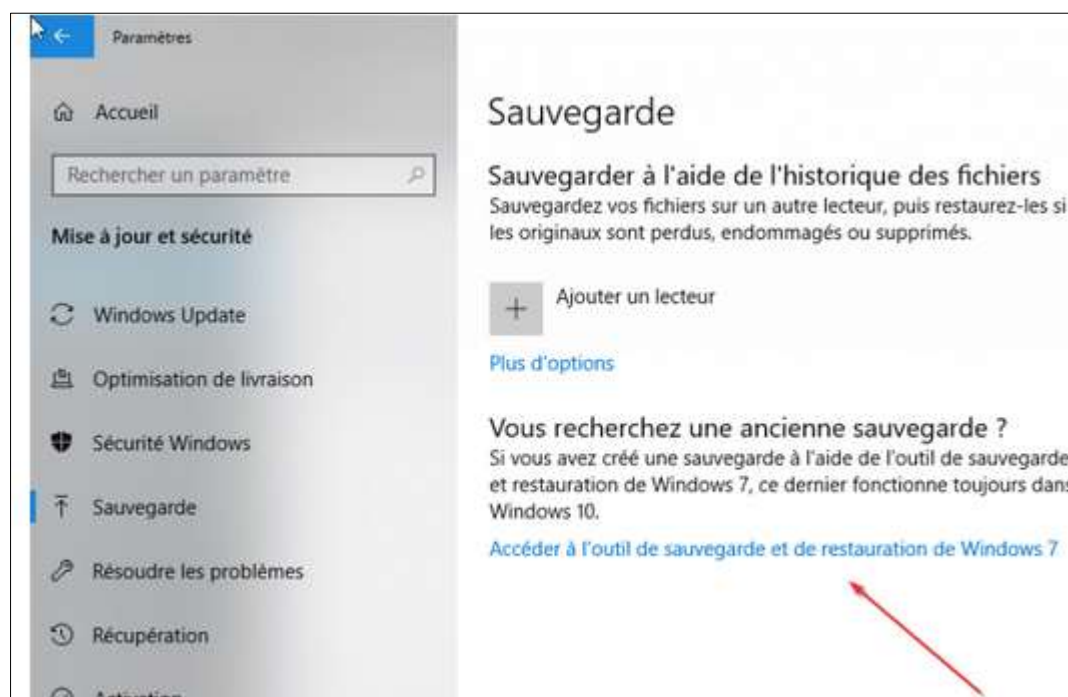 Paramètres
Accueil
Rechercher un paramètre
Mise à jour et sécurité
Windows Update
Optimisation de livraison
Sécurité Windows
Sauvegarde
Résoudre les problèmes
Récupération
Activation
Sauvegarde
Sauvegarder à l'aide de l'historique des fichiers
Sauvegardez vos fichiers sur un autre lecteur, puis restaurez-les si
les originaux sont perdus, endommagés ou supprimés.
Ajouter un lecteur
Plus d'options
Vous recherchez une ancienne sauvegarde ?
Si vous avez créé une sauvegarde à l'aide de l'outil de sauvegarde
et restauration de Windows 7, ce dernier fonctionne toujours dans
Windows 10.
Accéder à l'outil de sauvegarde et de restauration de Windows 7